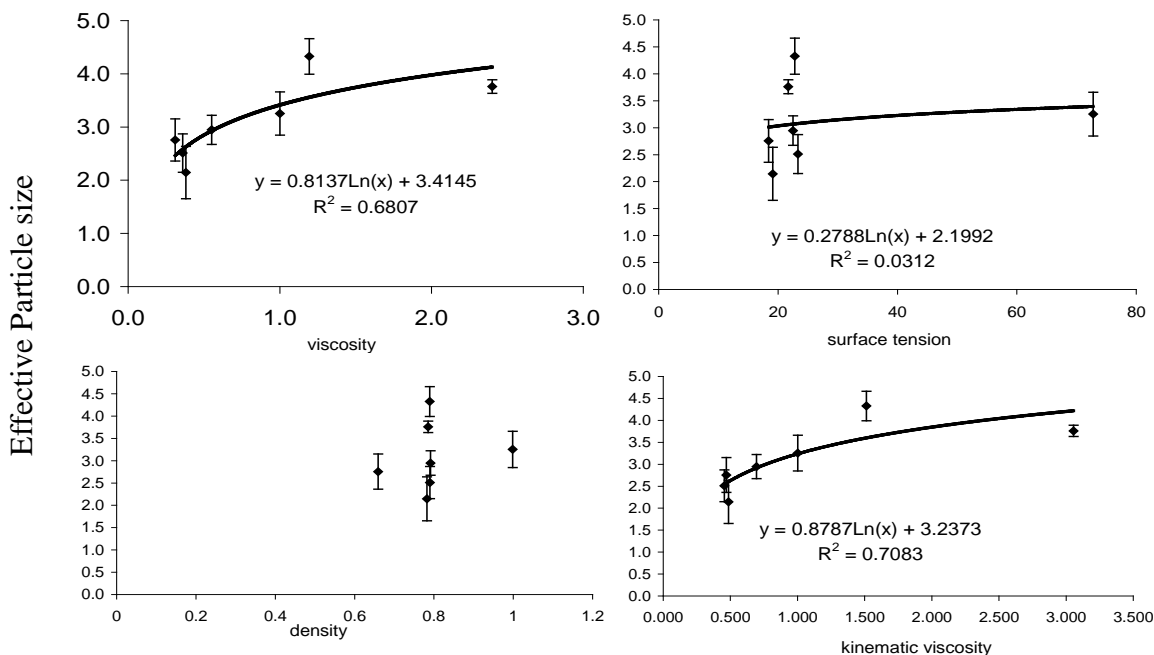 Effective Particle size
5.0
4.0
3.0
2.0
1.0
0.0
0.0 1.0 2.0 3.0
viscosity
y = 0.8137Ln(x) + 3.4145
R² = 0.6807
5.0
4.5
4.0
3.5
3.0
2.5
2.0
1.5
1.0
0.5
0.0
0 20 40 60 80
surface tension
y = 0.2788Ln(x) + 2.1992
R² = 0.0312
5.0
4.5
4.0
3.5
3.0
2.5
2.0
1.5
1.0
0.5
0.0
0 0.2 0.4 0.6 0.8 1 1.2
density
5.0
4.5
4.0
3.5
3.0
2.5
2.0
1.5
1.0
0.5
0.0
0.000 0.500 1.000 1.500 2.000 2.500 3.000 3.500
kinematic viscosity
y = 0.8787Ln(x) + 3.2373
R² = 0.7083